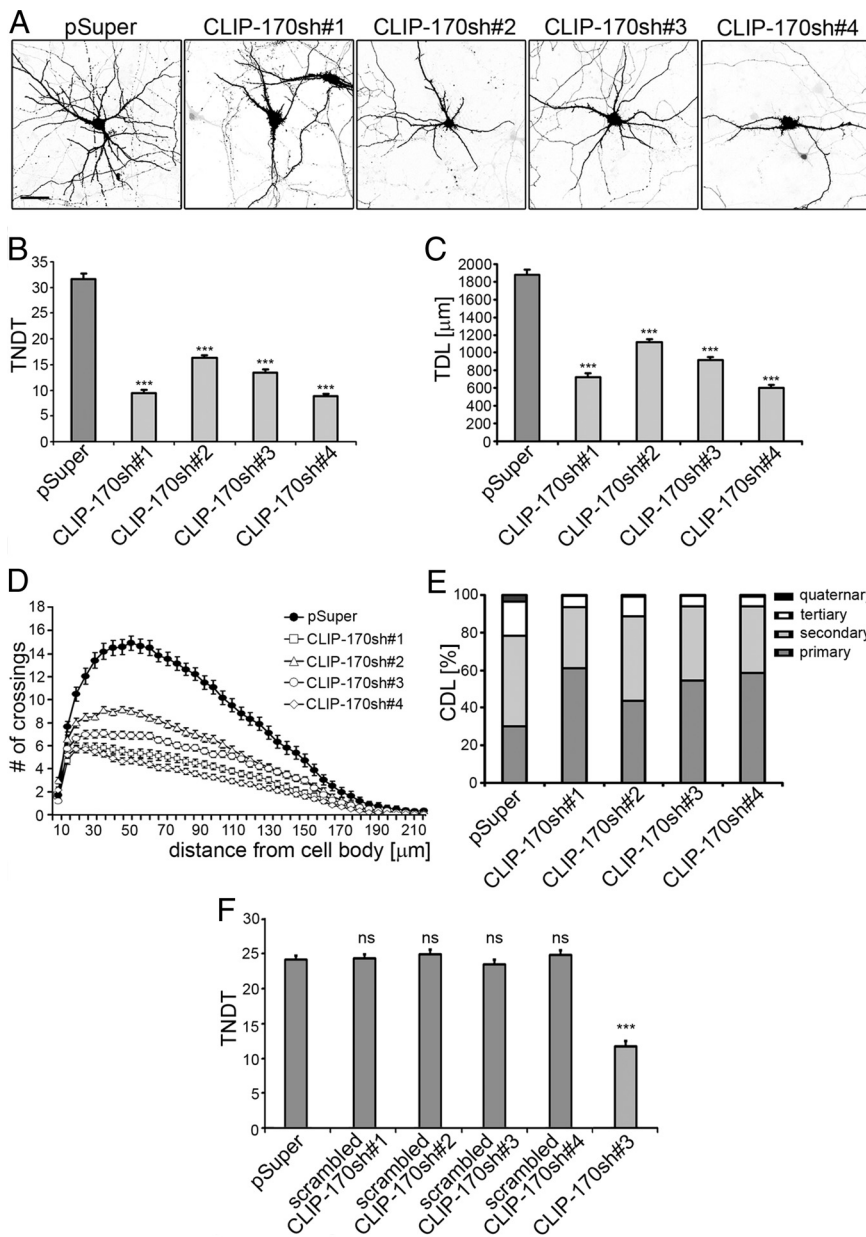 A
pSuper CLIP-170sh#1 CLIP-170sh#2 CLIP-170sh#3 CLIP-170sh#4
B
TNDT
35
30
25
20
15
10
5
0
*** *** *** ***
pSuper
CLIP-170sh#1
CLIP-170sh#2
CLIP-170sh#3
CLIP-170sh#4
C
TDL [μm]
2000
1800
1600
1400
1200
1000
800
600
400
200
0
*** *** *** ***
pSuper
CLIP-170sh#1
CLIP-170sh#2
CLIP-170sh#3
CLIP-170sh#4
D
# of crossings
18
16
14
12
10
8
6
4
2
0
pSuper
CLIP-170sh#1
CLIP-170sh#2
CLIP-170sh#3
CLIP-170sh#4
10 30 50 70 90 110 130 150 170 190 210
distance from cell body [μm]
E
CDL [%]
100
80
60
40
20
0
quaternary
tertiary
secondary
primary
pSuper
CLIP-170sh#1
CLIP-170sh#2
CLIP-170sh#3
CLIP-170sh#4
F
TNDT
30
25
20
15
10
5
0
ns ns ns ns ***
pSuper
scrambled
CLIP-170sh#1
scrambled
CLIP-170sh#2
scrambled
CLIP-170sh#3
scrambled
CLIP-170sh#4
CLIP-170sh#3